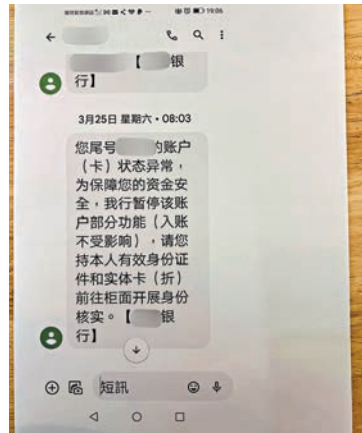 19:06
【 银
行】
3月25日 星期六・08:03
您尾号 的账户
（卡）状态异常，
为保障您的资金安
全，我行暂停该账
户部分功能（入账
不受影响），请您
持本人有效身份证
件和实体卡（折）
前往柜面开展身份
核实。【 银
行】
短訊